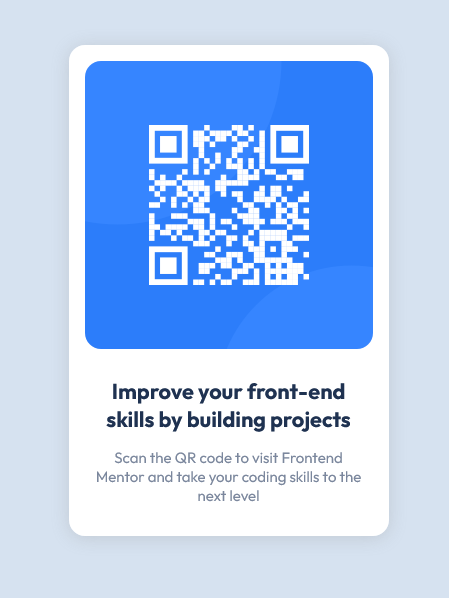 Improve your front-end
skills by building projects
Scan the QR code to visit Frontend
Mentor and take your coding skills to the
next level